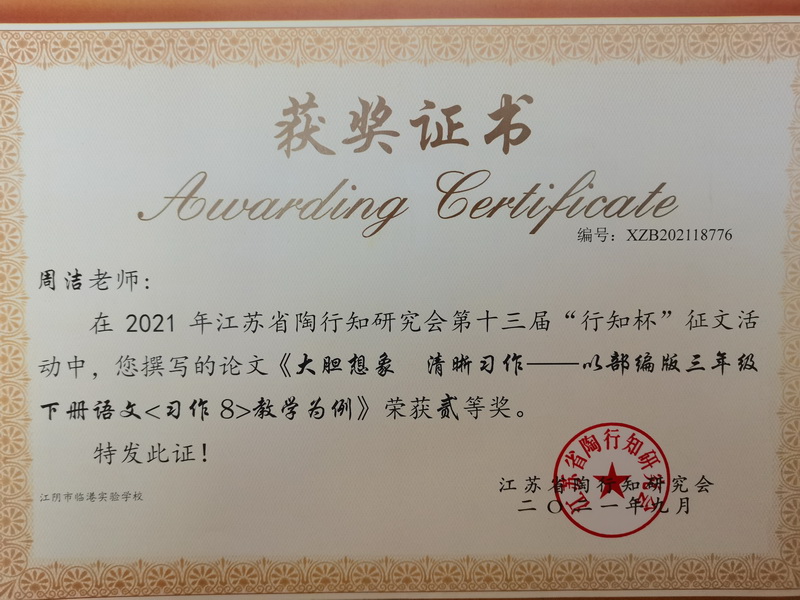 获奖证书
Awarding Certificate
编号：XZB202118776
周洁老师：
在 2021 年江苏省陶行知研究会第十三届“行知杯”征文活
动中，您撰写的论文《大胆想象　清晰习作——以部编版三年级
下册语文<习作 8>教学为例》荣获贰等奖。
特发此证！
江苏省陶行知研究会
江苏省陶行知研究会
二〇二一年九月
江阴市临港实验学校